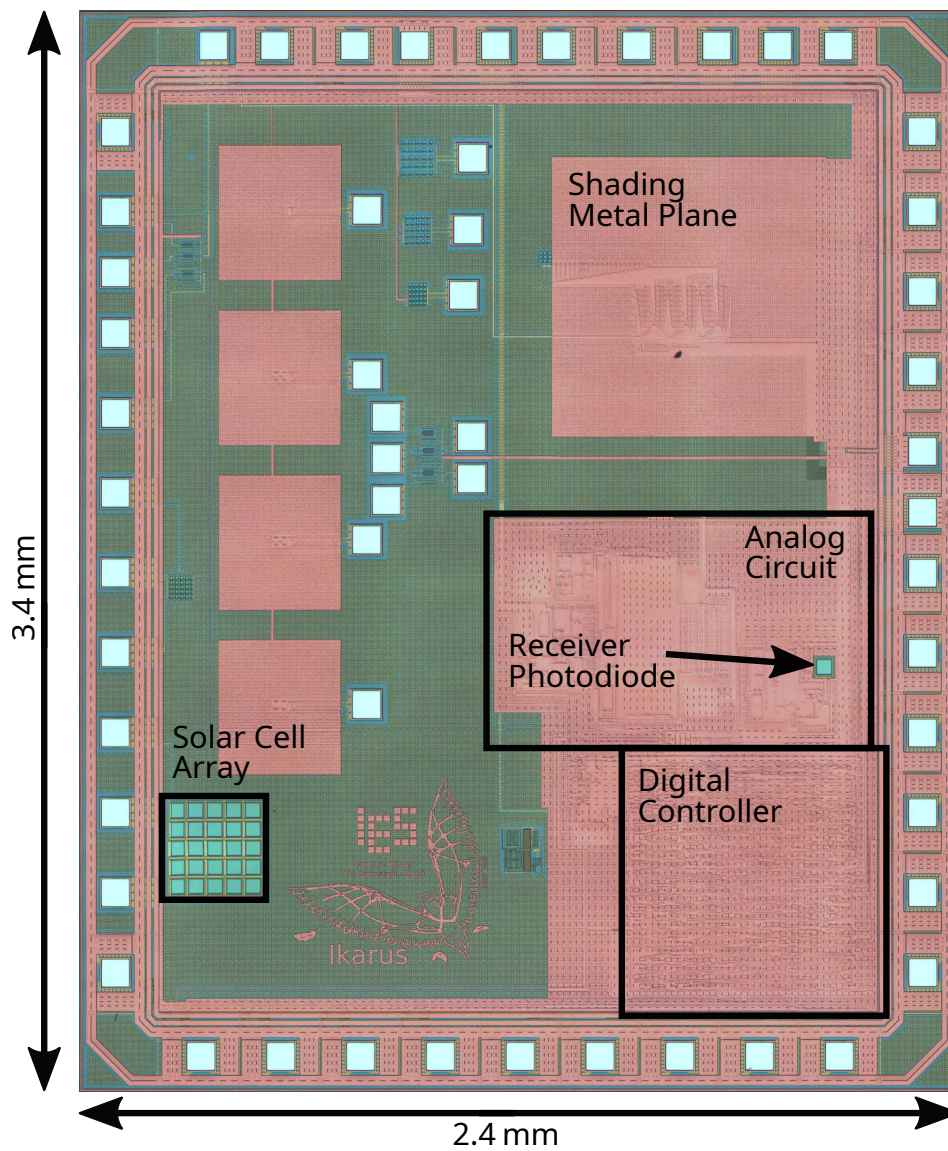 Shading
Metal Plane
Analog
Circuit
Receiver
Photodiode
3.4 mm
Solar Cell
Array
Digital
Controller
ies
Ikarus
2.4 mm